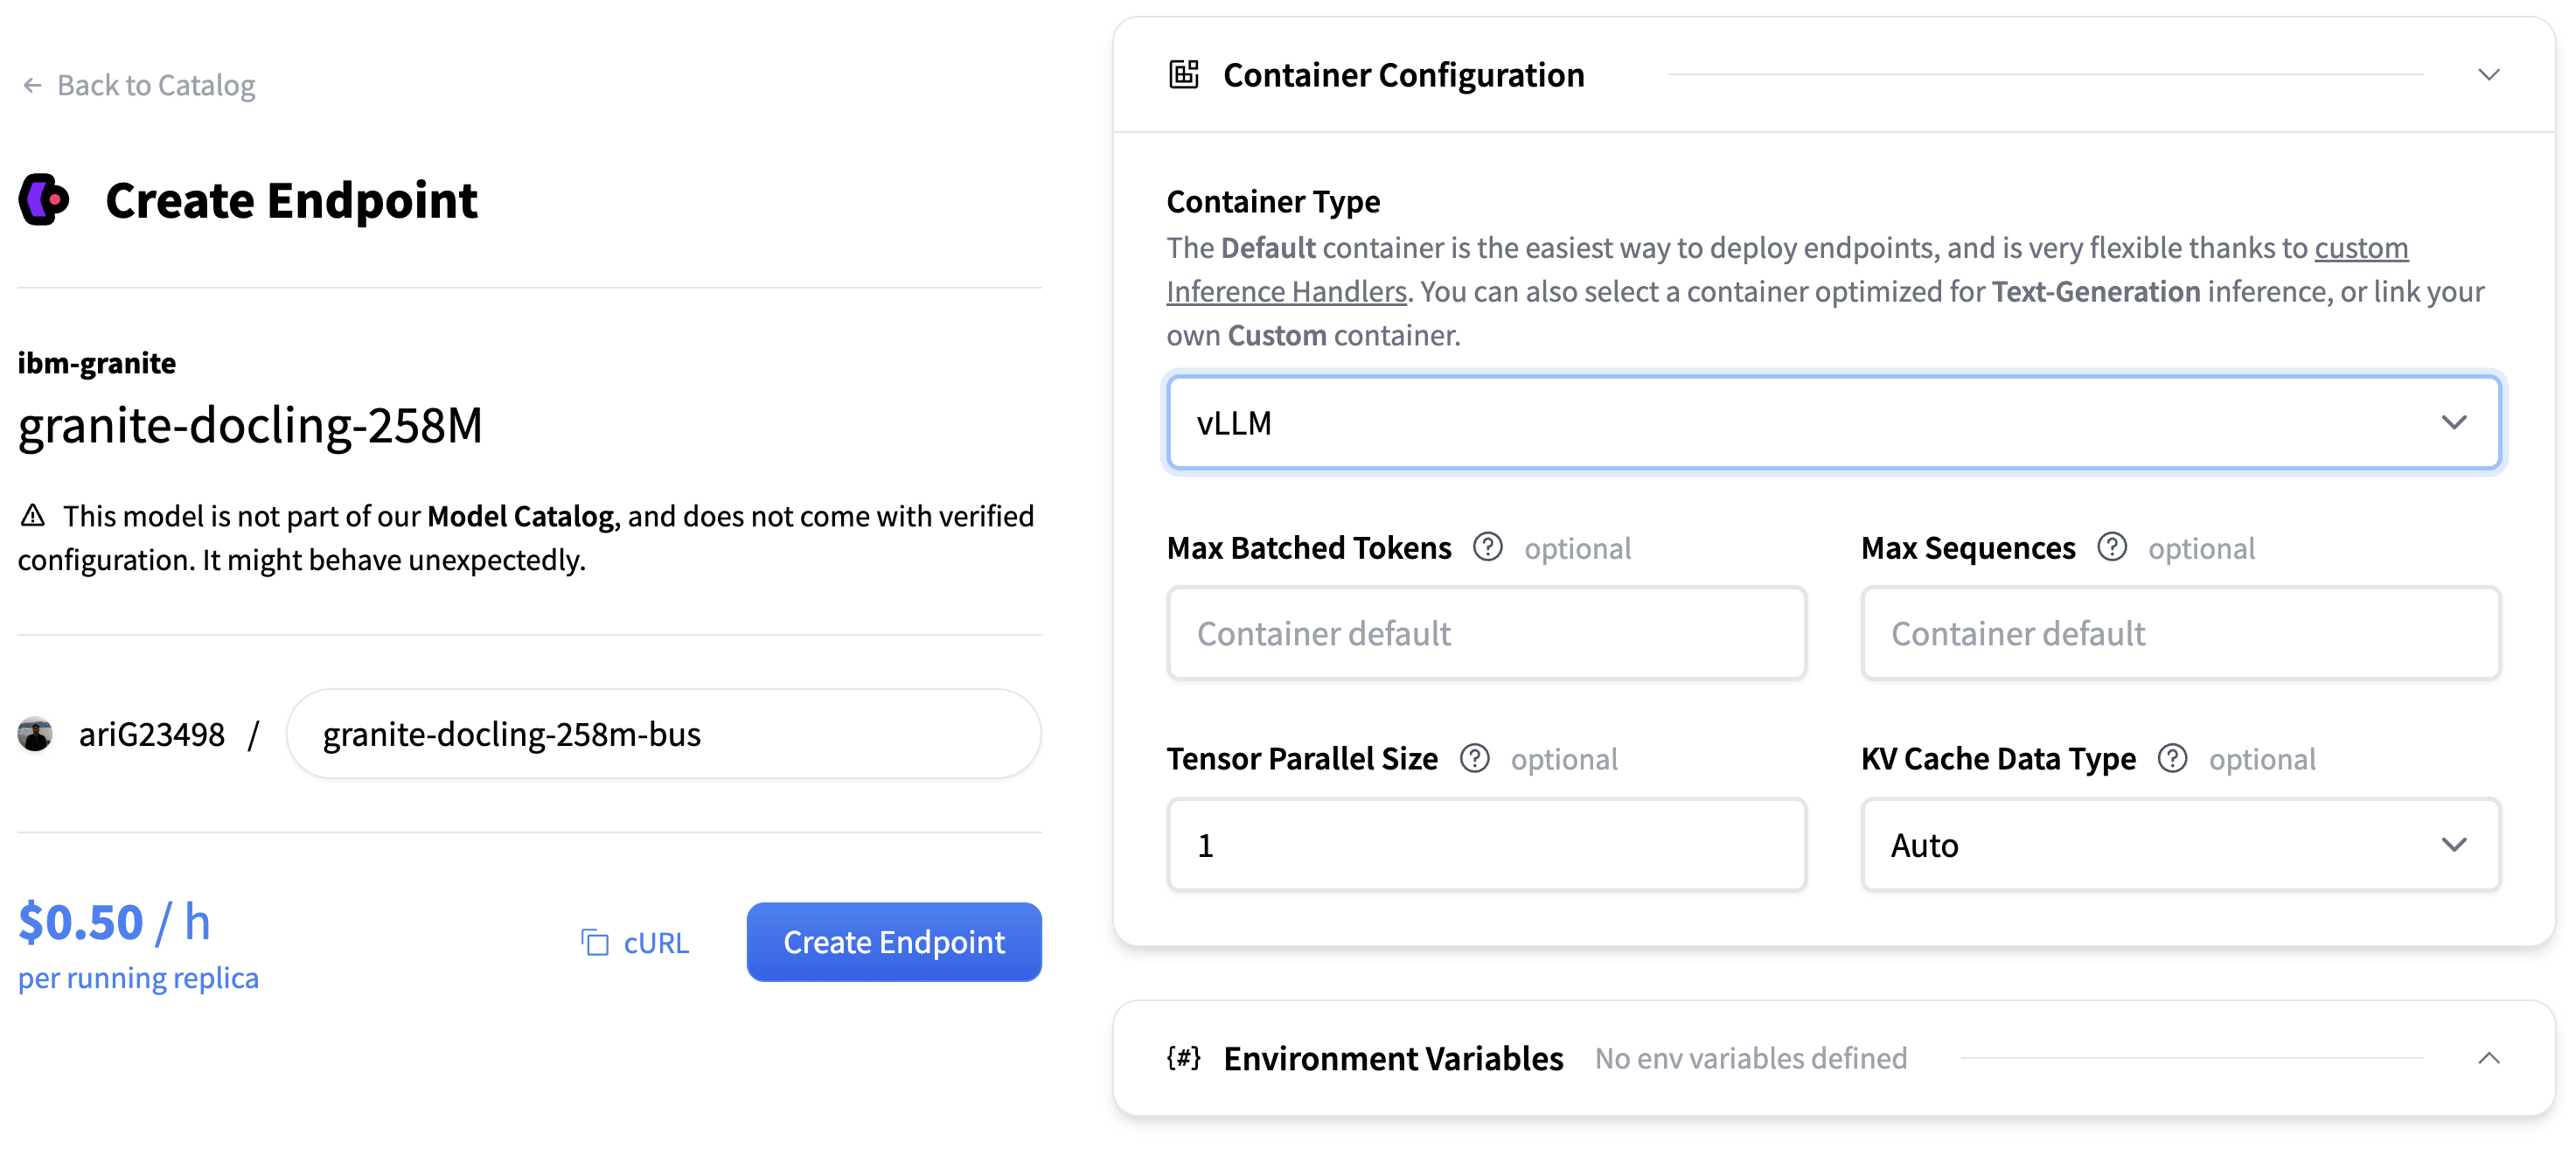 ← Back to Catalog
Create Endpoint
ibm-granite
granite-docling-258M
⚠ This model is not part of our Model Catalog, and does not come with verified
configuration. It might behave unexpectedly.
ariG23498 / granite-docling-258m-bus
$0.50 / h
per running replica
cURL
Create Endpoint
Container Configuration
Container Type
The Default container is the easiest way to deploy endpoints, and is very flexible thanks to custom
Inference Handlers. You can also select a container optimized for Text-Generation inference, or link your
own Custom container.
vLLM
Max Batched Tokens ? optional
Container default
Max Sequences ? optional
Container default
Tensor Parallel Size ? optional
1
KV Cache Data Type ? optional
Auto
{#} Environment Variables No env variables defined